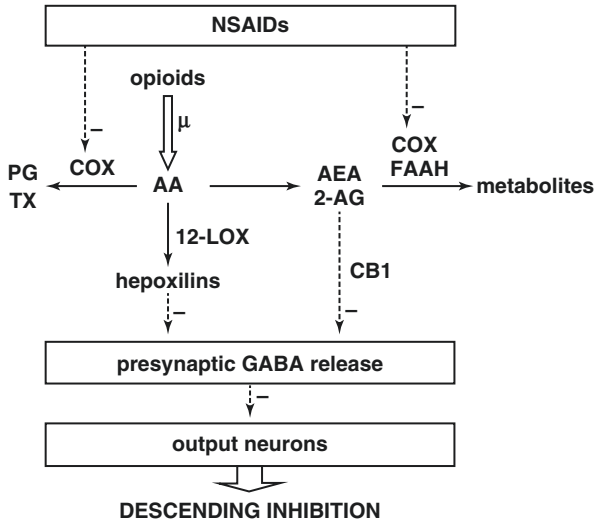 NSAIDs
opioids
–
–
μ
COX
FAAH
PG
TX
COX
AA
AEA
2-AG
metabolites
12-LOX
CB1
hepoxilins
–
–
presynaptic GABA release
–
output neurons
DESCENDING INHIBITION